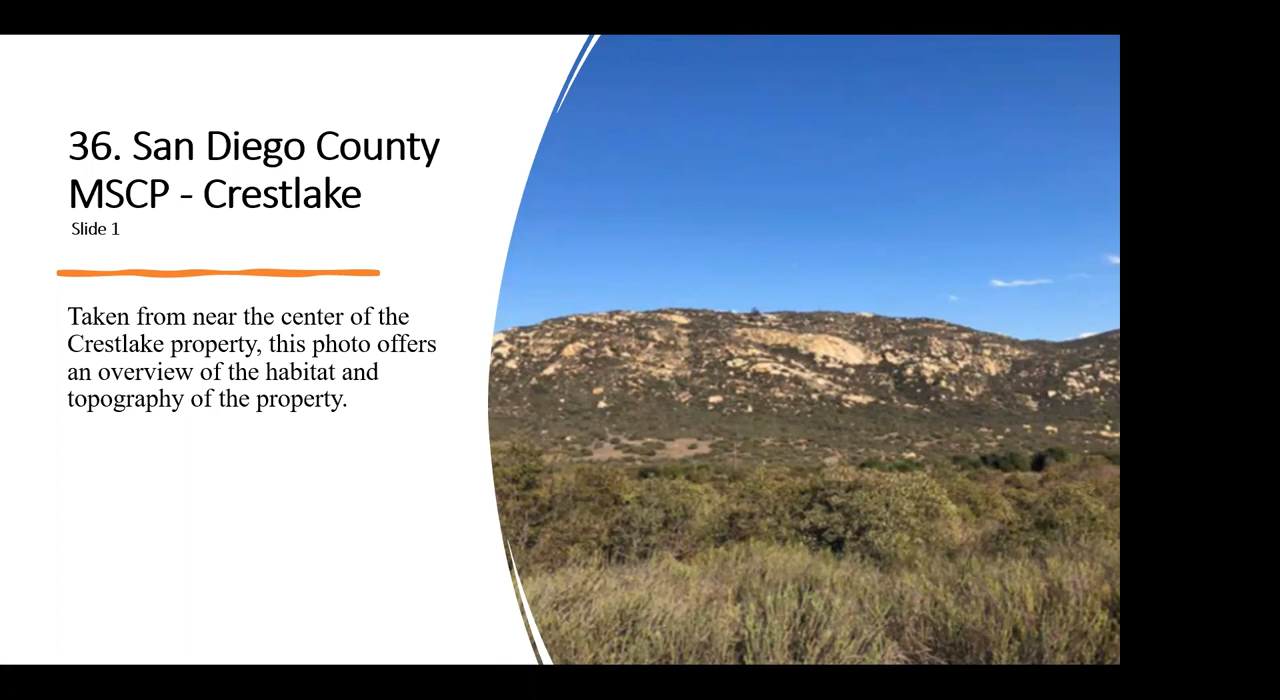 36. San Diego County
MSCP - Crestlake
Slide 1
Taken from near the center of the
Crestlake property, this photo offers
an overview of the habitat and
topography of the property.